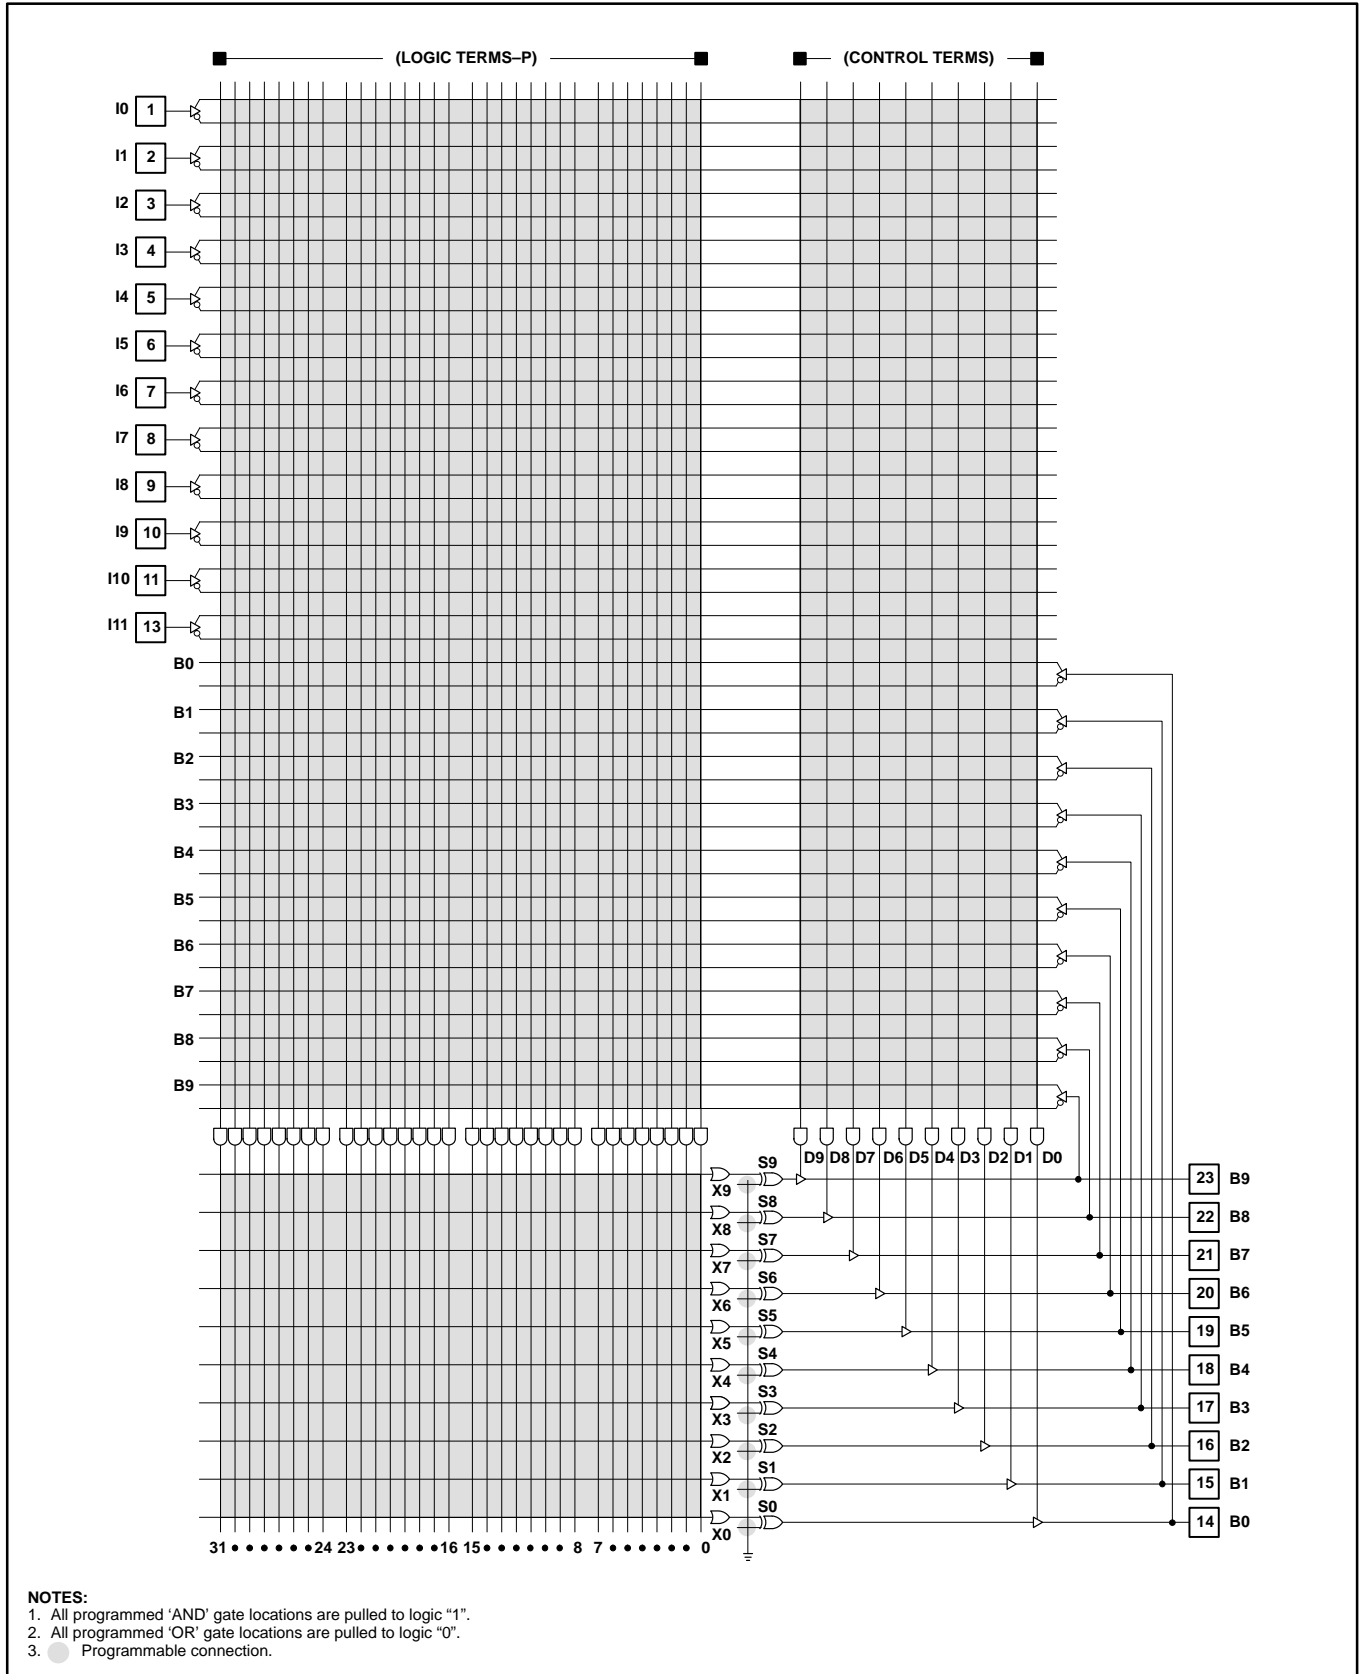 (LOGIC TERMS–P) (CONTROL TERMS)
I0 1
I1 2
I2 3
I3 4
I4 5
I5 6
I6 7
I7 8
I8 9
I9 10
I10 11
I11 13
B0
B1
B2
B3
B4
B5
B6
B7
B8
B9
D9 D8 D7 D6 D5 D4 D3 D2 D1 D0
S9
X9
23 B9
S8
X8
22 B8
S7
X7
21 B7
S6
X6
20 B6
S5
X5
19 B5
S4
X4
18 B4
S3
X3
17 B3
S2
X2
16 B2
S1
X1
15 B1
S0
X0
14 B0
31 24 23 16 15 8 7 0
NOTES:
1. All programmed ‘AND’ gate locations are pulled to logic “1”.
2. All programmed ‘OR’ gate locations are pulled to logic “0”.
3. Programmable connection.